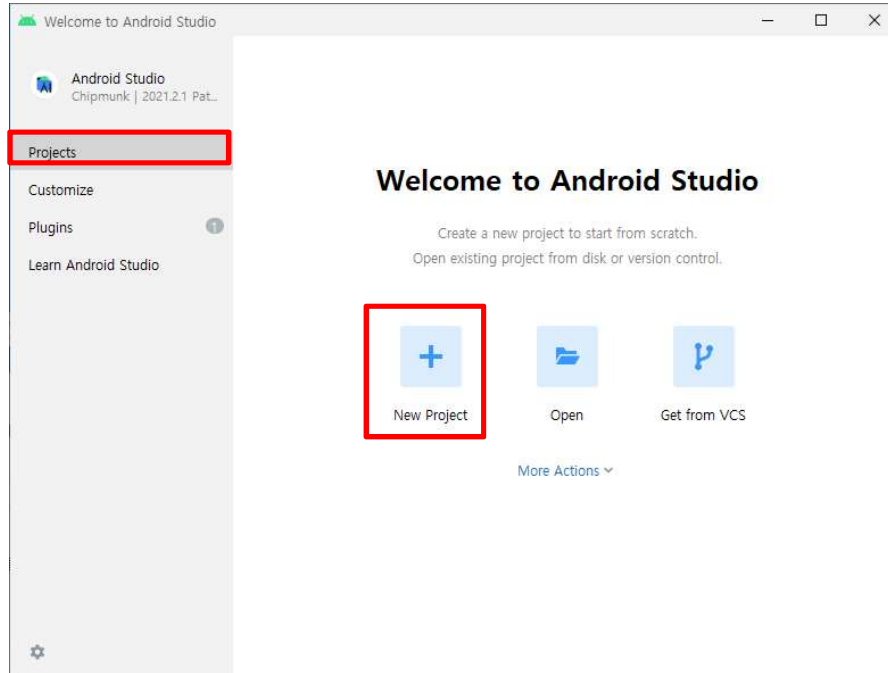 Welcome to Android Studio
Android Studio
Chipmunk | 2021.2.1 Pat...
Projects
Customize
Plugins 1
Learn Android Studio
Welcome to Android Studio
Create a new project to start from scratch.
Open existing project from disk or version control.
New Project
Open
Get from VCS
More Actions